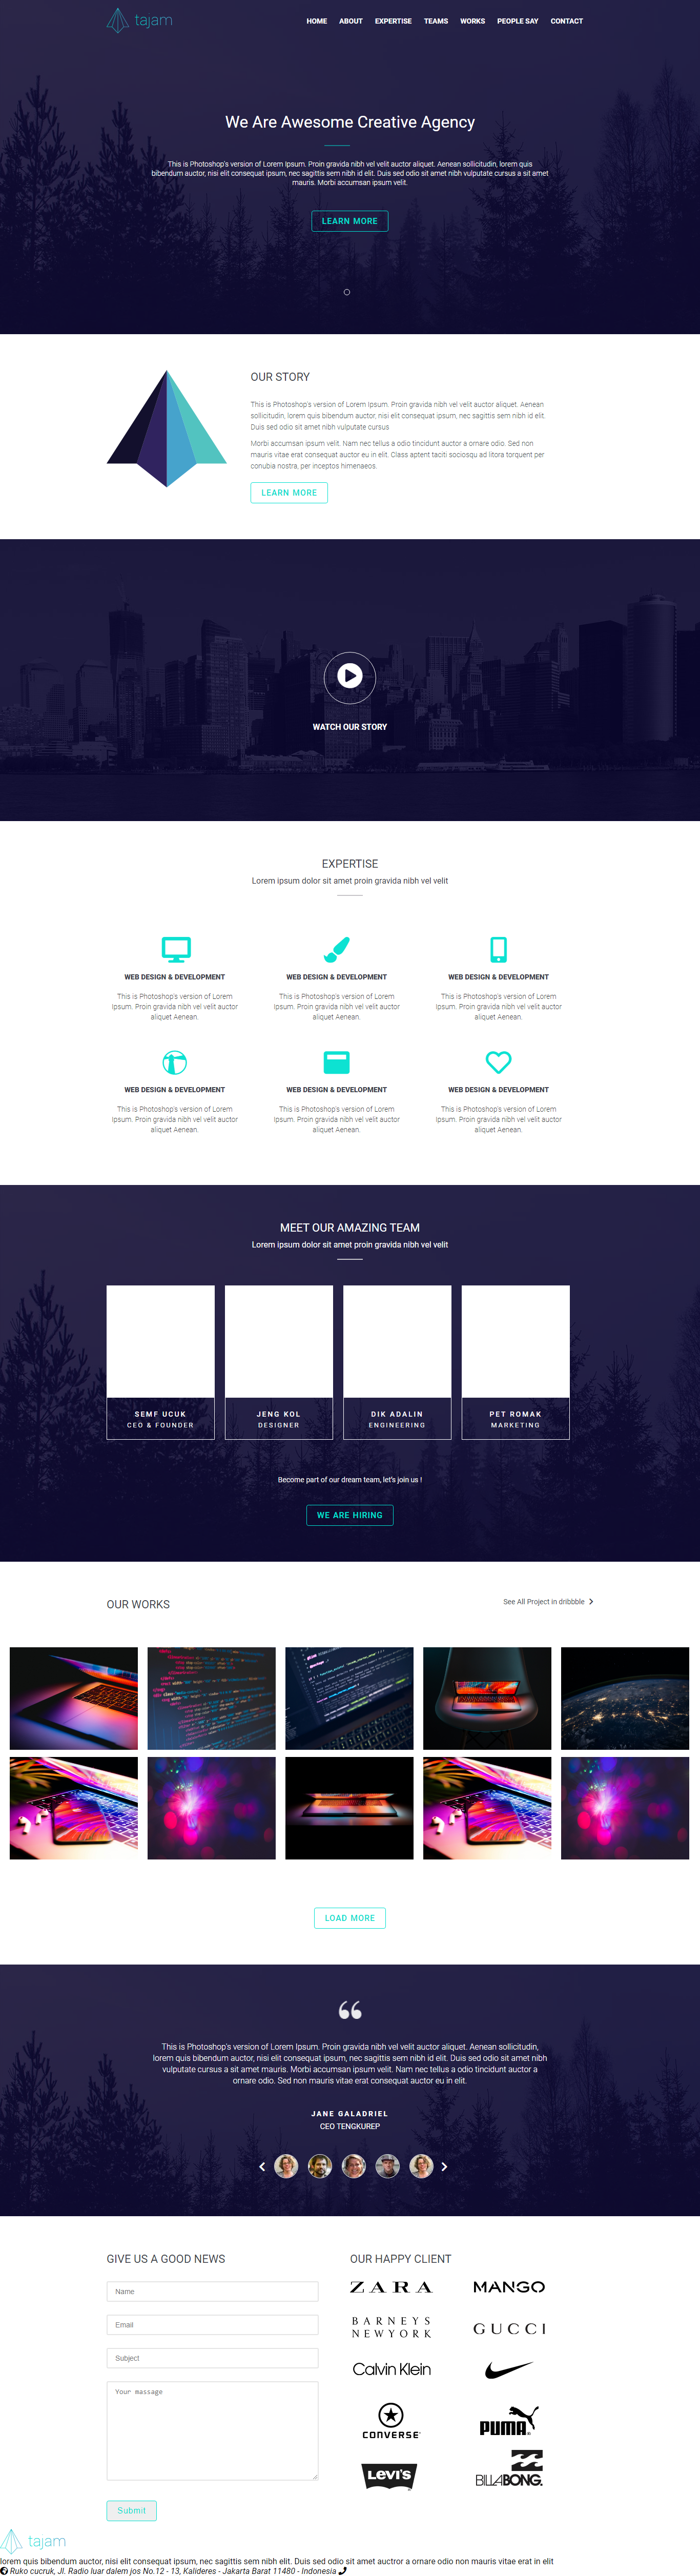 tajam
HOME ABOUT EXPERTISE TEAMS WORKS PEOPLE SAY CONTACT
We Are Awesome Creative Agency
This is Photoshop's version of Lorem Ipsum. Proin gravida nibh vel velit auctor aliquet. Aenean sollicitudin, lorem quis
bibendum auctor, nisi elit consequat ipsum, nec sagittis sem nibh id elit. Duis sed odio sit amet nibh vulputate cursus a sit amet
mauris. Morbi accumsan ipsum velit.
LEARN MORE
OUR STORY
This is Photoshop's version of Lorem Ipsum. Proin gravida nibh vel velit auctor aliquet. Aenean
sollicitudin, lorem quis bibendum auctor, nisi elit consequat ipsum, nec sagittis sem nibh id elit.
Duis sed odio sit amet nibh vulputate cursus
Morbi accumsan ipsum velit. Nam nec tellus a odio tincidunt auctor a ornare odio. Sed non
mauris vitae erat consequat auctor eu in elit. Class aptent taciti sociosqu ad litora torquent per
conubia nostra, per inceptos himenaeos.
LEARN MORE
WATCH OUR STORY
EXPERTISE
Lorem ipsum dolor sit amet proin gravida nibh vel velit
WEB DESIGN & DEVELOPMENT
This is Photoshop's version of Lorem
Ipsum. Proin gravida nibh vel velit auctor
aliquet Aenean.
WEB DESIGN & DEVELOPMENT
This is Photoshop's version of Lorem
Ipsum. Proin gravida nibh vel velit auctor
aliquet Aenean.
WEB DESIGN & DEVELOPMENT
This is Photoshop's version of Lorem
Ipsum. Proin gravida nibh vel velit auctor
aliquet Aenean.
WEB DESIGN & DEVELOPMENT
This is Photoshop's version of Lorem
Ipsum. Proin gravida nibh vel velit auctor
aliquet Aenean.
WEB DESIGN & DEVELOPMENT
This is Photoshop's version of Lorem
Ipsum. Proin gravida nibh vel velit auctor
aliquet Aenean.
WEB DESIGN & DEVELOPMENT
This is Photoshop's version of Lorem
Ipsum. Proin gravida nibh vel velit auctor
aliquet Aenean.
MEET OUR AMAZING TEAM
Lorem ipsum dolor sit amet proin gravida nibh vel velit
SEMF UCUK
CEO & FOUNDER
JENG KOL
DESIGNER
DIK ADALIN
ENGINEERING
PET ROMAK
MARKETING
Become part of our dream team, let's join us !
WE ARE HIRING
OUR WORKS
See All Project in dribbble
LOAD MORE
This is Photoshop's version of Lorem Ipsum. Proin gravida nibh vel velit auctor aliquet. Aenean sollicitudin,
lorem quis bibendum auctor, nisi elit consequat ipsum, nec sagittis sem nibh id elit. Duis sed odio sit amet nibh
vulputate cursus a sit amet mauris. Morbi accumsan ipsum velit. Nam nec tellus a odio tincidunt auctor a
ornare odio. Sed non mauris vitae erat consequat auctor eu in elit.
JANE GALADRIEL
CEO TENGKUREP
GIVE US A GOOD NEWS
Name
Email
Subject
Your massage
Submit
OUR HAPPY CLIENT
ZARA
MANGO
BARNEYS
NEWYORK
GUCCI
Calvin Klein
CONVERSE
PUMA
LEVI'S
BILLABONG
tajam
lorem quis bibendum auctor, nisi elit consequat ipsum, nec sagittis sem nibh elit. Duis sed odio sit amet auctror a ornare odio non mauris vitae erat in elit
Ruko cucruk, Jl. Radio luar dalem jos No.12 - 13, Kalideres - Jakarta Barat 11480 - Indonesia